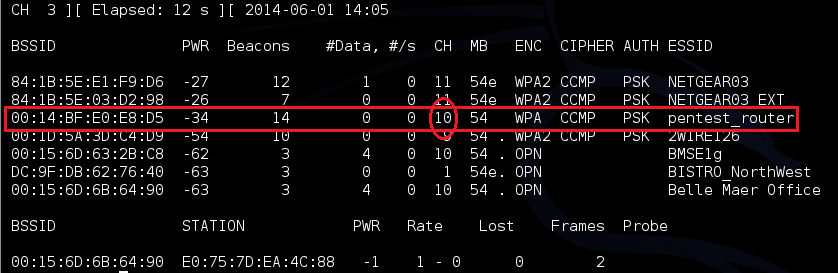 CH 3 ][ Elapsed: 12 s ][ 2014-06-01 14:05
BSSID PWR Beacons #Data, #/s CH MB ENC CIPHER AUTH ESSID
84:1B:5E:E1:F9:D6 -27 12 1 0 11 54e WPA2 CCMP PSK NETGEAR03
84:1B:5E:03:D2:98 -26 7 0 0 11 54e WPA2 CCMP PSK NETGEAR03_EXT
00:14:BF:E0:E8:D5 -34 14 0 0 10 54 WPA CCMP PSK pentest_router
00:1D:5A:3D:C4:D9 -54 10 0 0 9 54 . WPA2 CCMP PSK 2WIRE126
00:15:6D:63:2B:C8 -62 3 4 0 10 54 . OPN BMSE1g
DC:9F:DB:62:76:40 -63 3 0 0 1 54e. OPN BISTRO_NorthWest
00:15:6D:6B:64:90 -63 3 4 0 10 54 . OPN Belle Maer Office
BSSID STATION PWR Rate Lost Frames Probe
00:15:6D:6B:64:90 E0:75:7D:EA:4C:88 -1 1 - 0 0 2